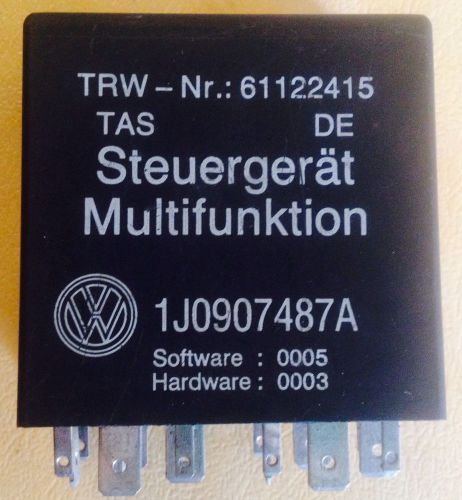 TRW – Nr.: 61122415
TAS DE
Steuergerät
Multifunktion
1J0907487A
Software : 0005
Hardware : 0003